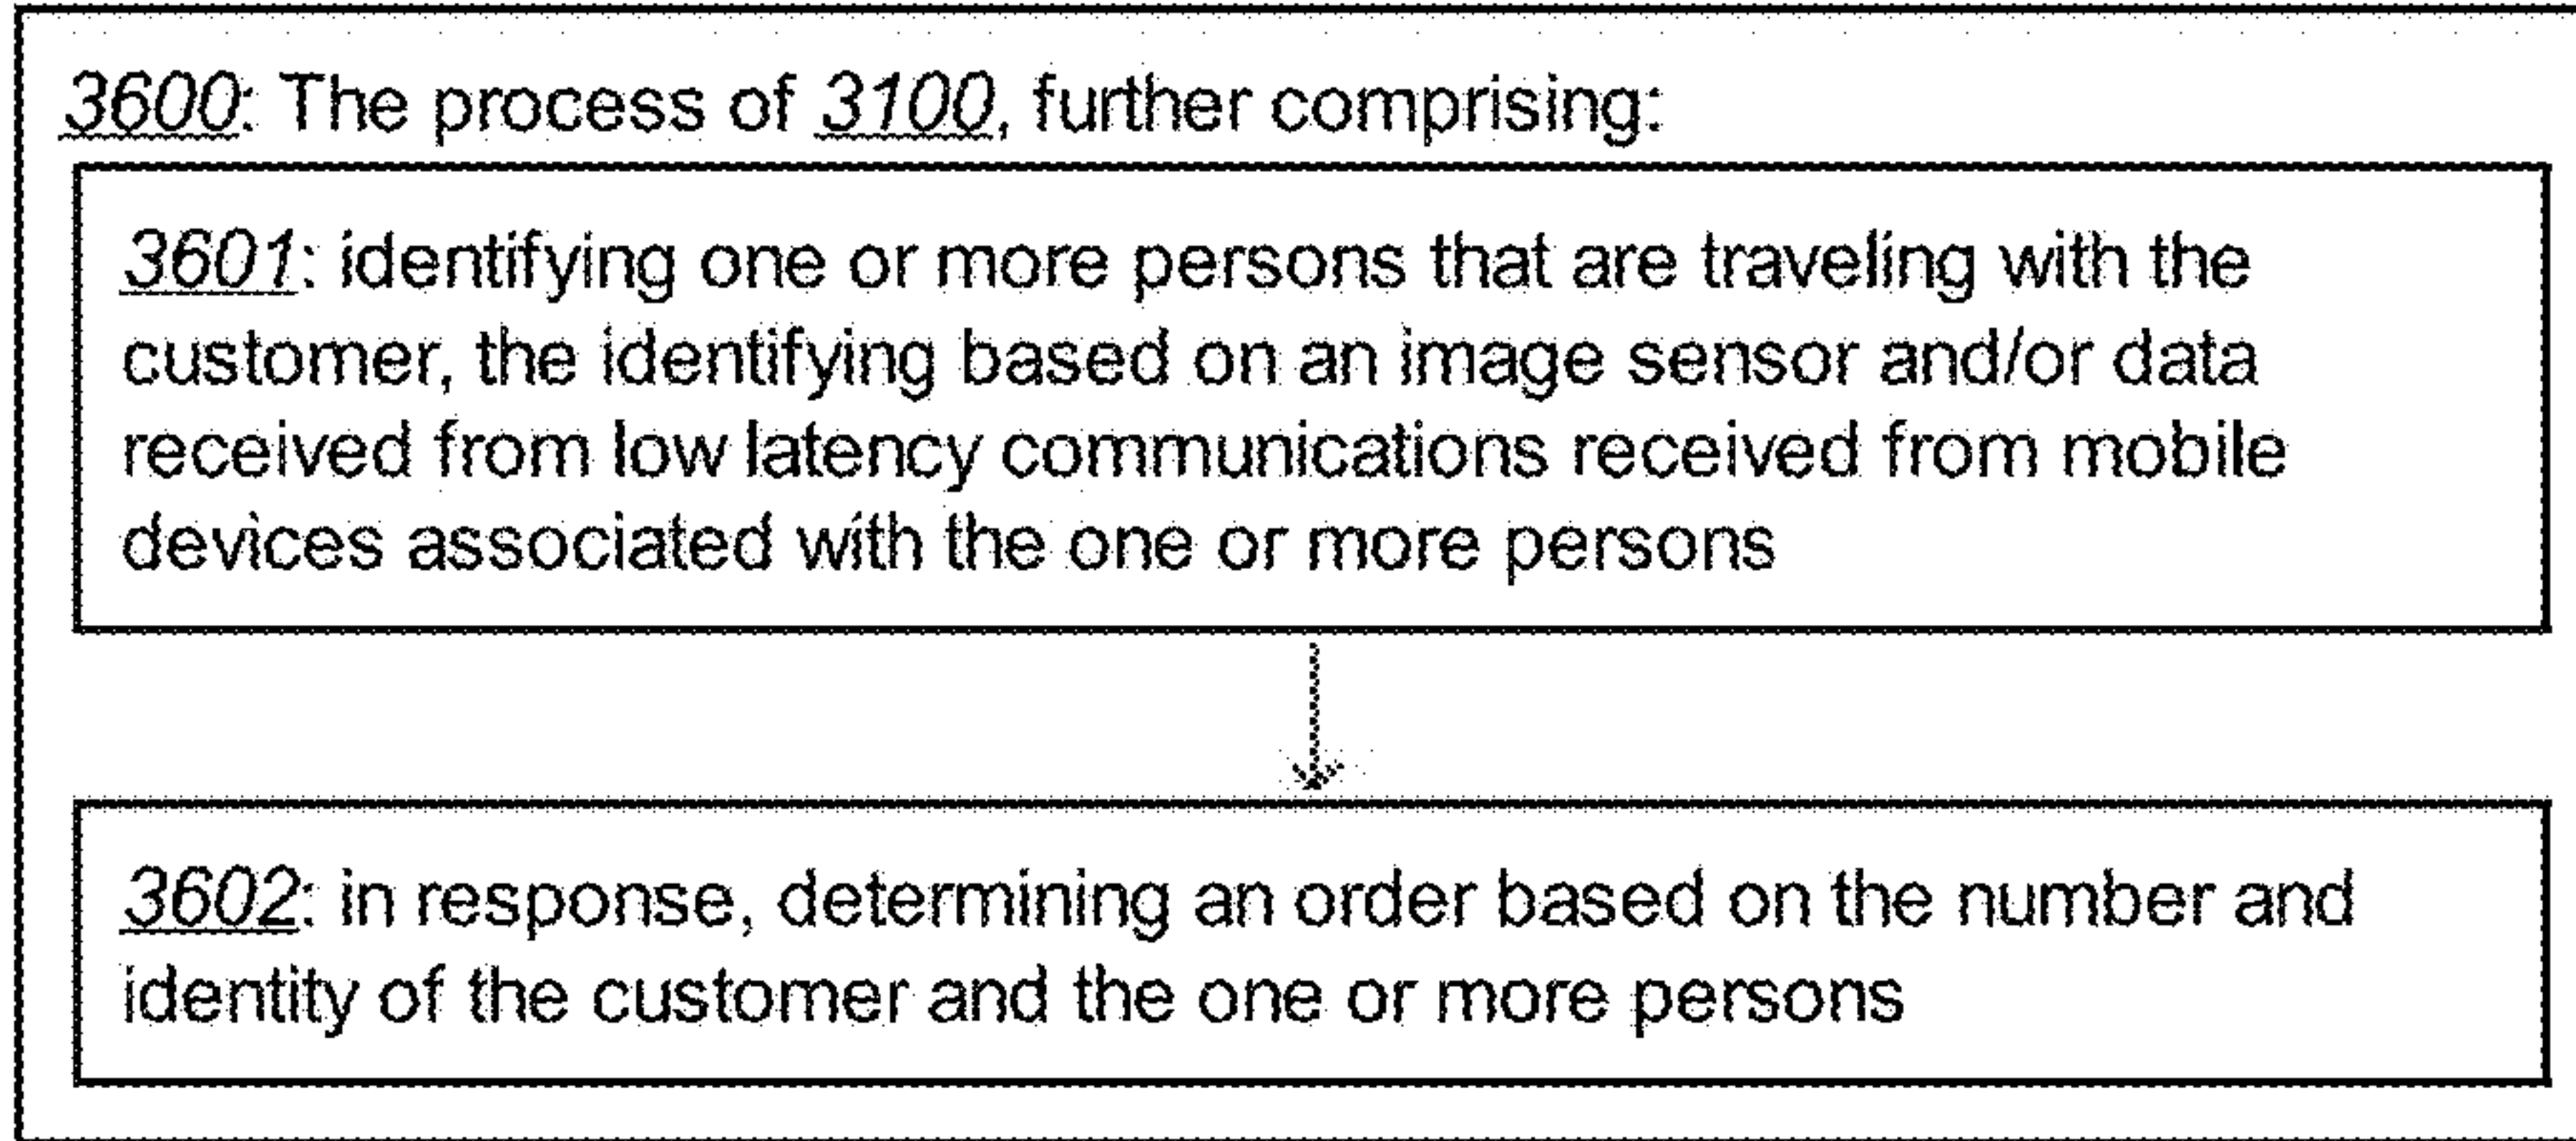 3600: The process of 3100, further comprising:
3601: identifying one or more persons that are traveling with the
customer, the identifying based on an image sensor and/or data
received from low latency communications received from mobile
devices associated with the one or more persons
3602: in response, determining an order based on the number and
identity of the customer and the one or more persons